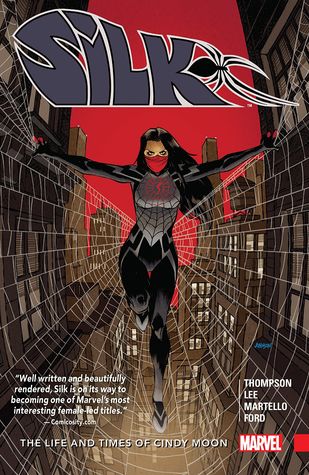 SILK
TM
"Well written and beautifully
rendered, Silk is on its way to
becoming one of Marvel's most
interesting female-led titles."
— Comicosity.com
THOMPSON
LEE
MARTELLO
FORD
THE LIFE AND TIMES OF CINDY MOON
MARVEL